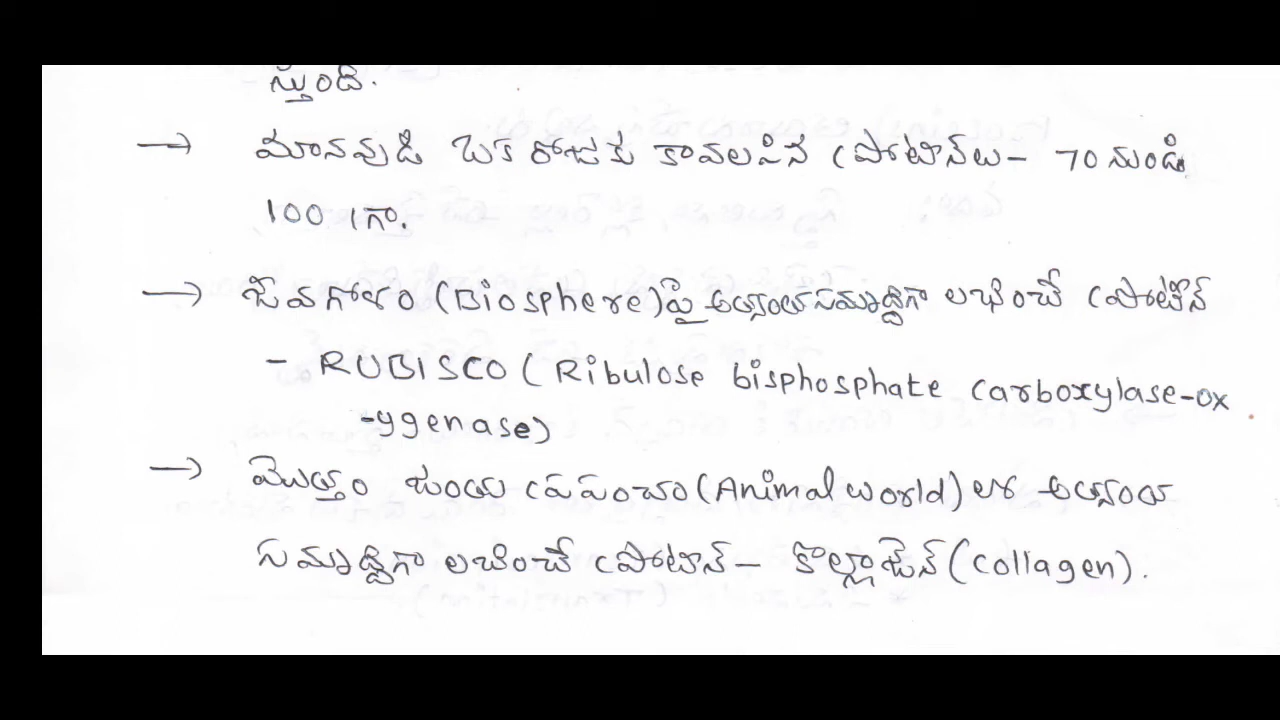 స్తుంది.
→ మానవుడి ఒక రోజుకు కావలసిన ప్రోటీన్‌లు - 70 నుండి
100 గ్రా.
→ జీవగోళం (Biosphere) పై అత్యంత సమృద్ధిగా లభించే ప్రోటీన్
- RUBISCO (Ribulose bisphosphate carboxylase-ox
-ygenase)
→ మొత్తం జంతు ప్రపంచం (Animal world) లో అత్యంత
సమృద్ధిగా లభించే ప్రోటీన్ - కొల్లాజెన్ (collagen).